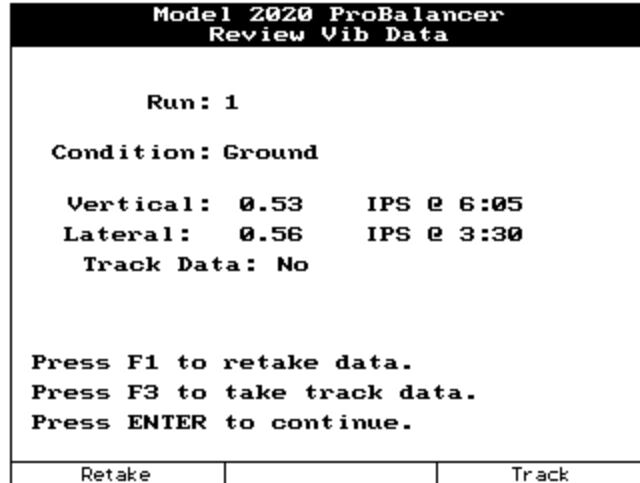 Model 2020 ProBalancer
Review Vib Data
Run: 1
Condition: Ground
Vertical: 0.53 IPS @ 6:05
Lateral: 0.56 IPS @ 3:30
Track Data: No
Press F1 to retake data.
Press F3 to take track data.
Press ENTER to continue.
Retake Track